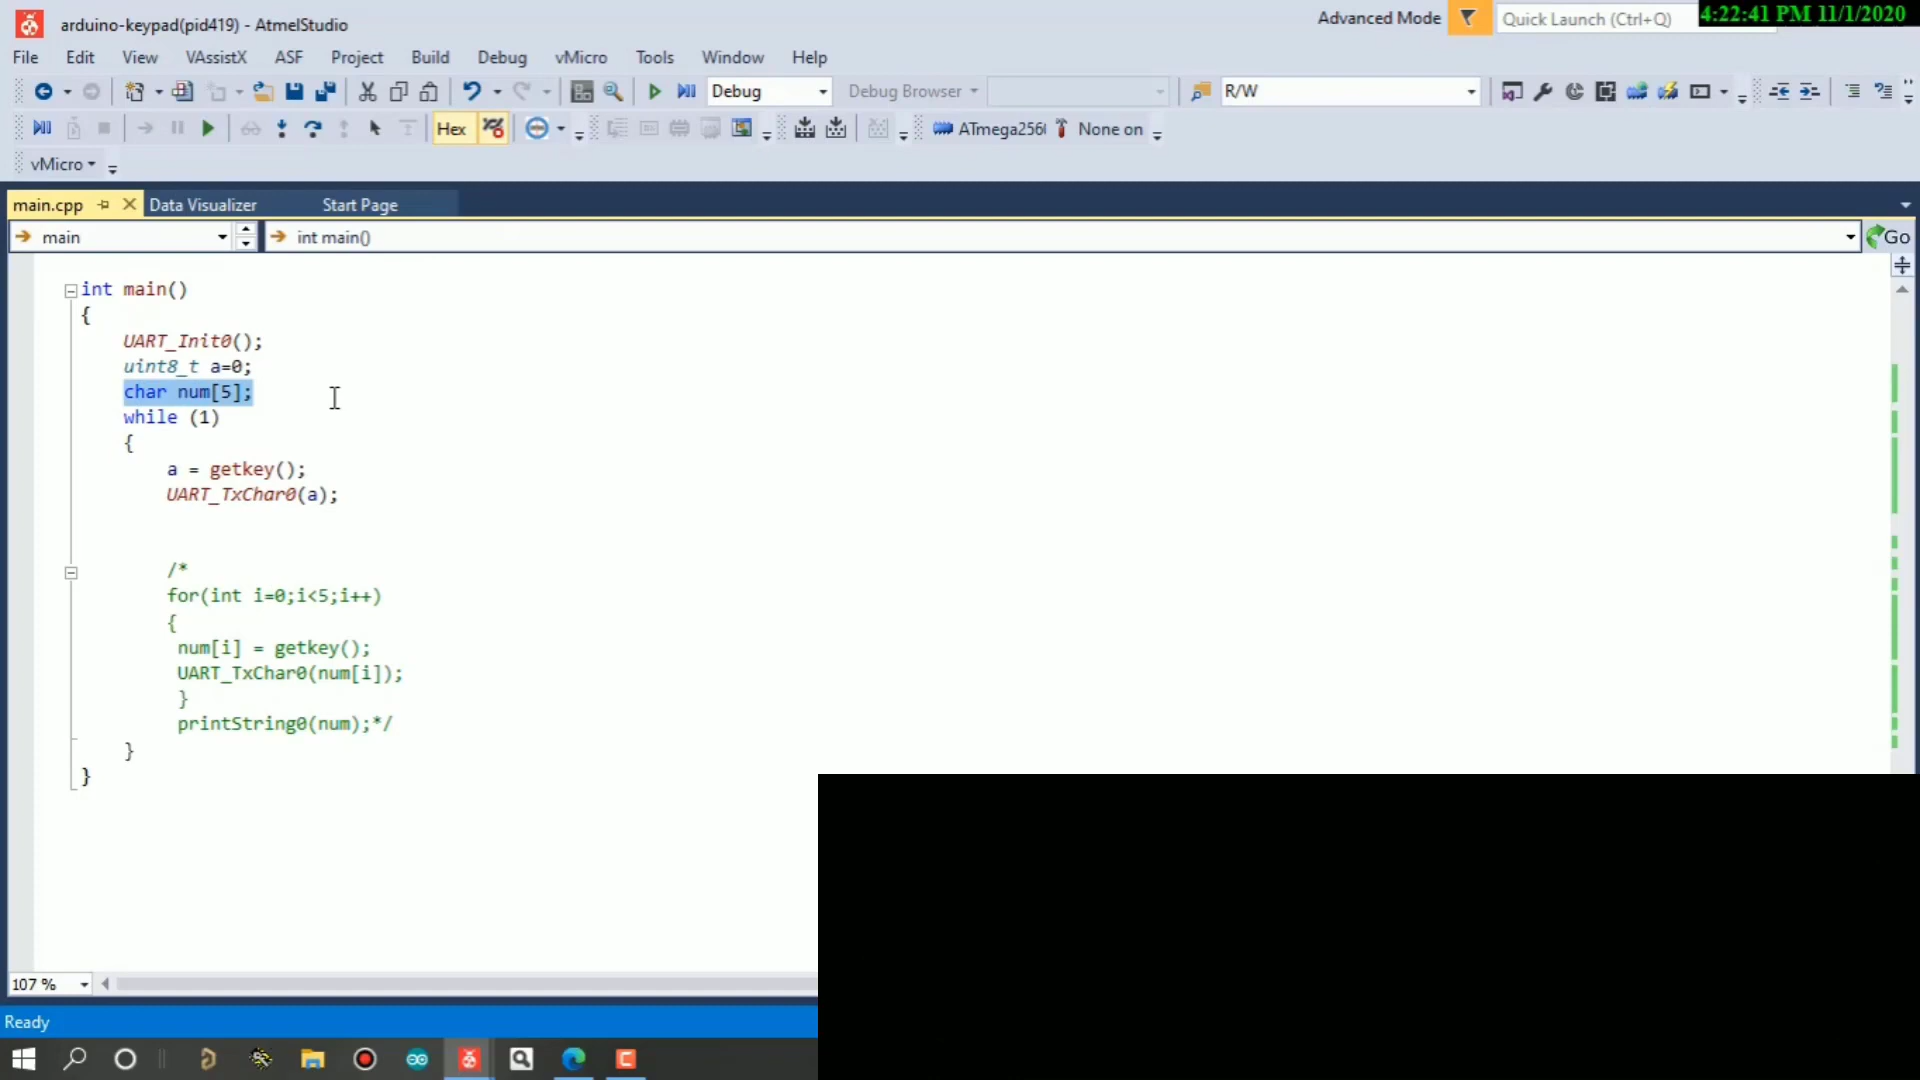 arduino-keypad(pid419) - AtmelStudio
Advanced Mode
Quick Launch (Ctrl+Q)
4:22:41 PM 11/1/2020
File Edit View VAssistX ASF Project Build Debug vMicro Tools Window Help
Debug Debug Browser R/W
Hex ATmega256 None on
vMicro
main.cpp Data Visualizer Start Page
main int main() Go
int main()
{
UART_Init0();
uint8_t a=0;
char num[5];
while (1)
{
a = getkey();
UART_TxChar0(a);
/*
for(int i=0;i<5;i++)
{
num[i] = getkey();
UART_TxChar0(num[i]);
}
printString0(num);*/
}
}
107 %
Ready